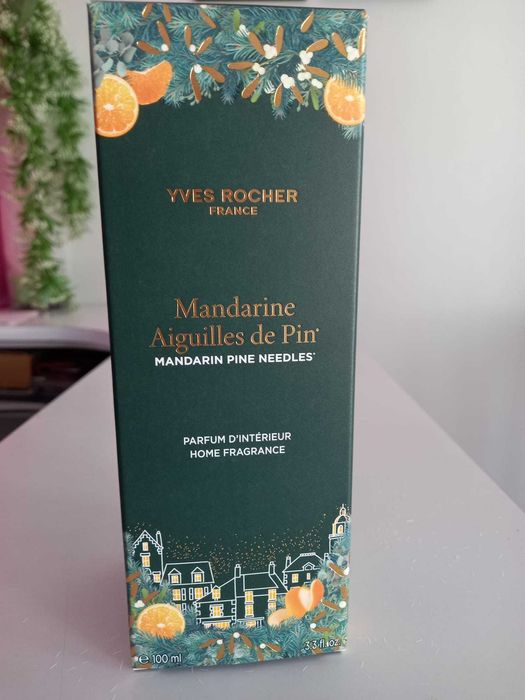 YVES ROCHER
FRANCE
Mandarine
Aiguilles de Pin*
MANDARIN PINE NEEDLES*
PARFUM D'INTÉRIEUR
HOME FRAGRANCE
℮ 100 ml
3.3 fl. oz.